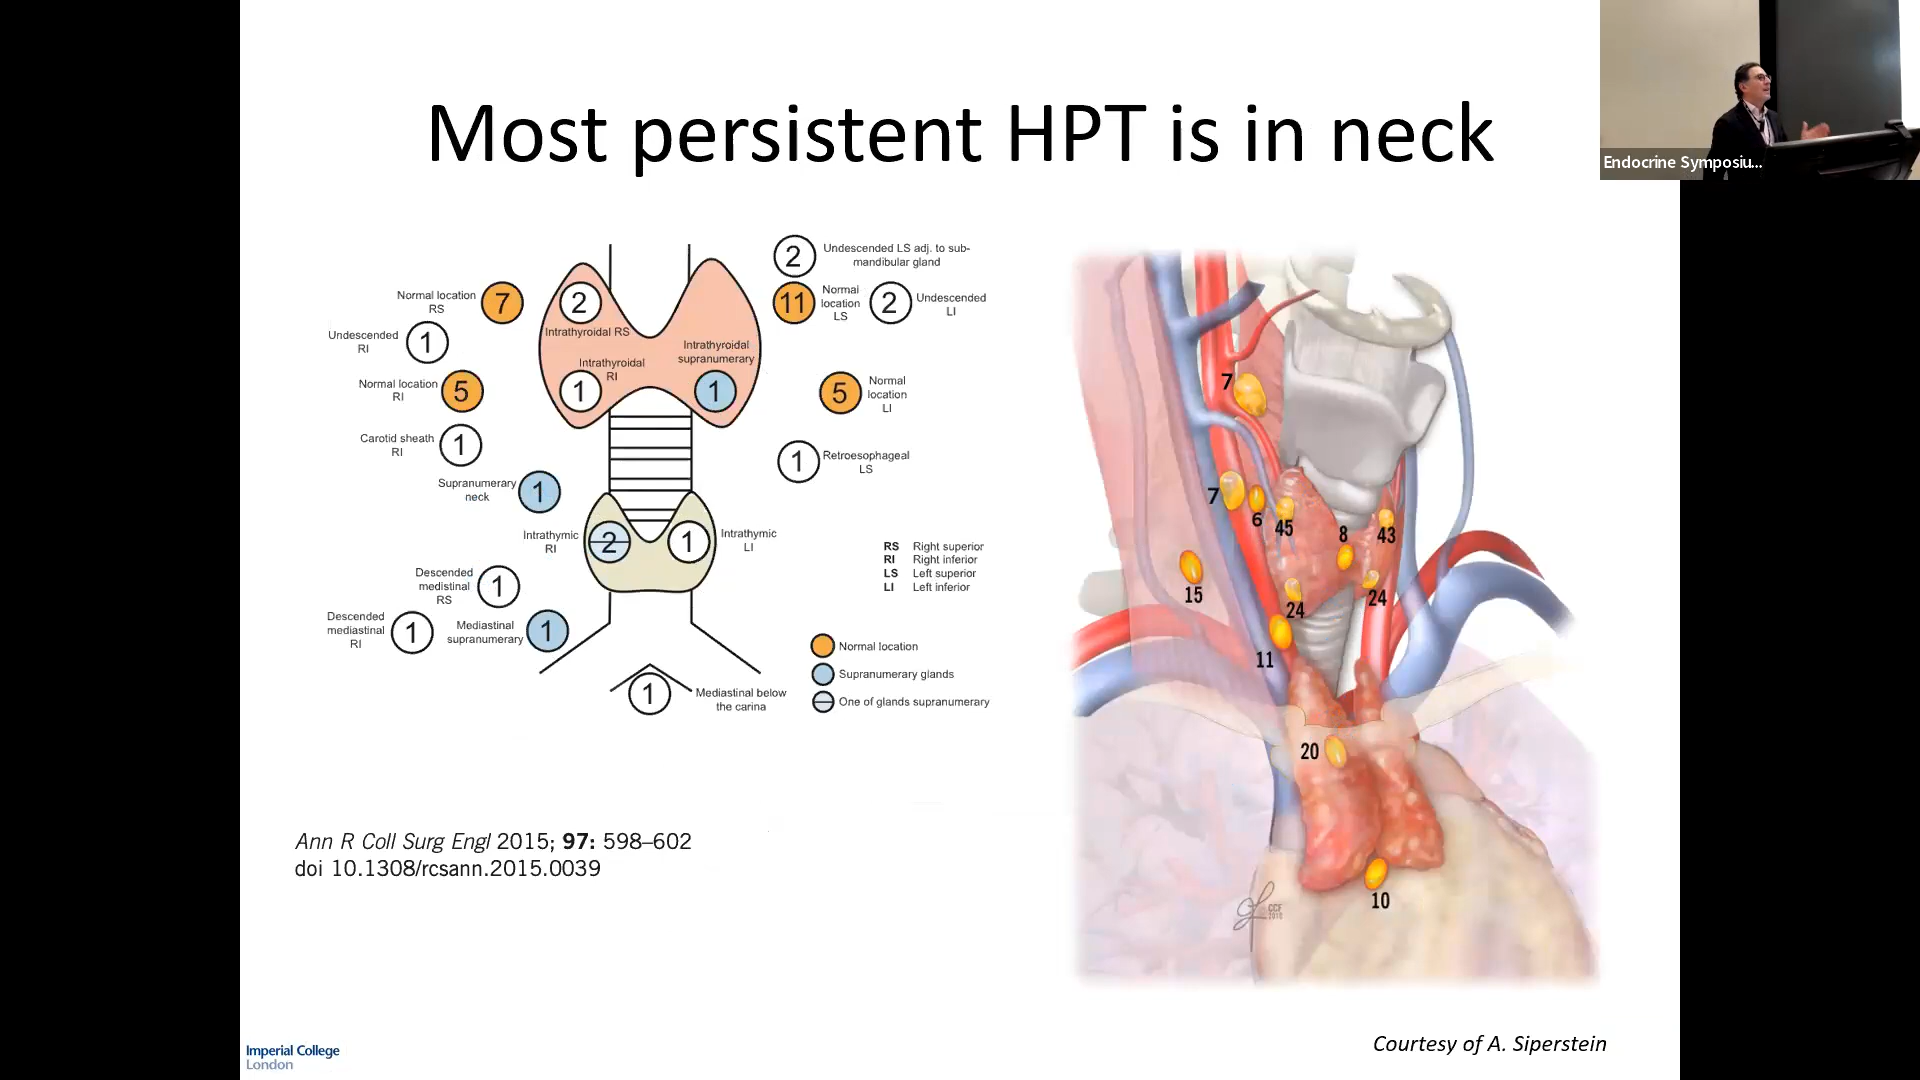 Most persistent HPT is in neck
Endocrine Symposiu...
2
Undescended LS adj. to sub-
mandibular gland
Normal location
RS
7
2
Intrathyroidal RS
11
Normal
location
LS
2
Undescended
LI
Undescended
RI
1
Intrathyroidal
RI
1
Intrathyroidal
supranumerary
1
Normal location
RI
5
5
Normal
location
LI
Carotid sheath
RI
1
1
Retroesophageal
LS
Supranumerary
neck
1
Intrathymic
RI
2
1
Intrathymic
LI
RS Right superior
RI Right inferior
LS Left superior
LI Left inferior
Descended
medistinal
RS
1
Descended
mediastinal
RI
1
Mediastinal
supranumerary
1
Normal location
Supranumerary glands
One of glands supranumerary
1
Mediastinal below
the carina
7
7
6
45
8
43
15
24
24
11
20
10
CCF
2010
Ann R Coll Surg Engl 2015; 97: 598–602
doi 10.1308/rcsann.2015.0039
Courtesy of A. Siperstein
Imperial College
London